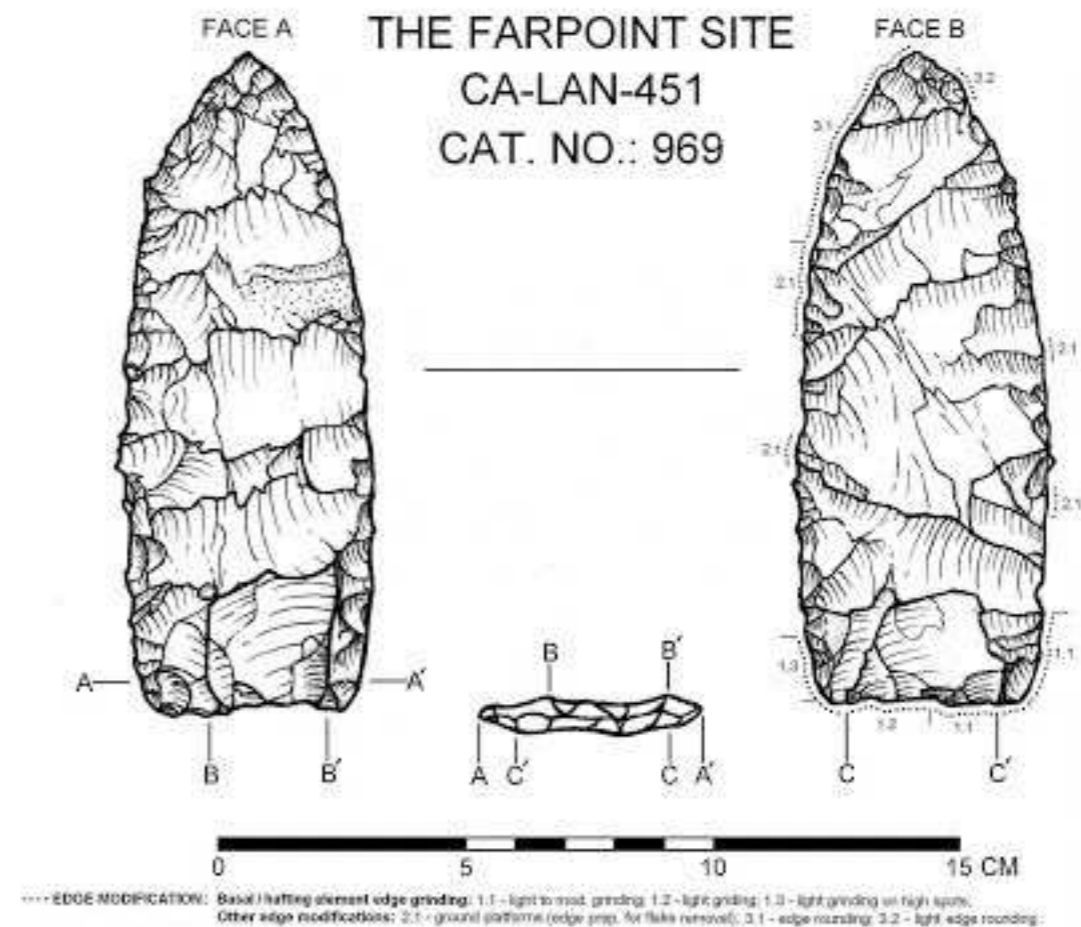 FACE A
THE FARPOINT SITE
FACE B
CA-LAN-451
CAT. NO.: 969
3.2
3.1
2.1
2.1
2.1
2.1
1.1
1.3
A
A′
B
B′
1.2
1.1
B
B′
A
C′
C
A′
C
C′
0
5
10
15 CM
EDGE MODIFICATION: Basal / hafting element edge grinding: 1.1 - light to mod. grinding; 1.2 - light griding; 1.3 - light grinding on high spots;
Other edge modifications: 2.1 - ground platforms (edge prep. for flake removal); 3.1 - edge rounding; 3.2 - light edge rounding;